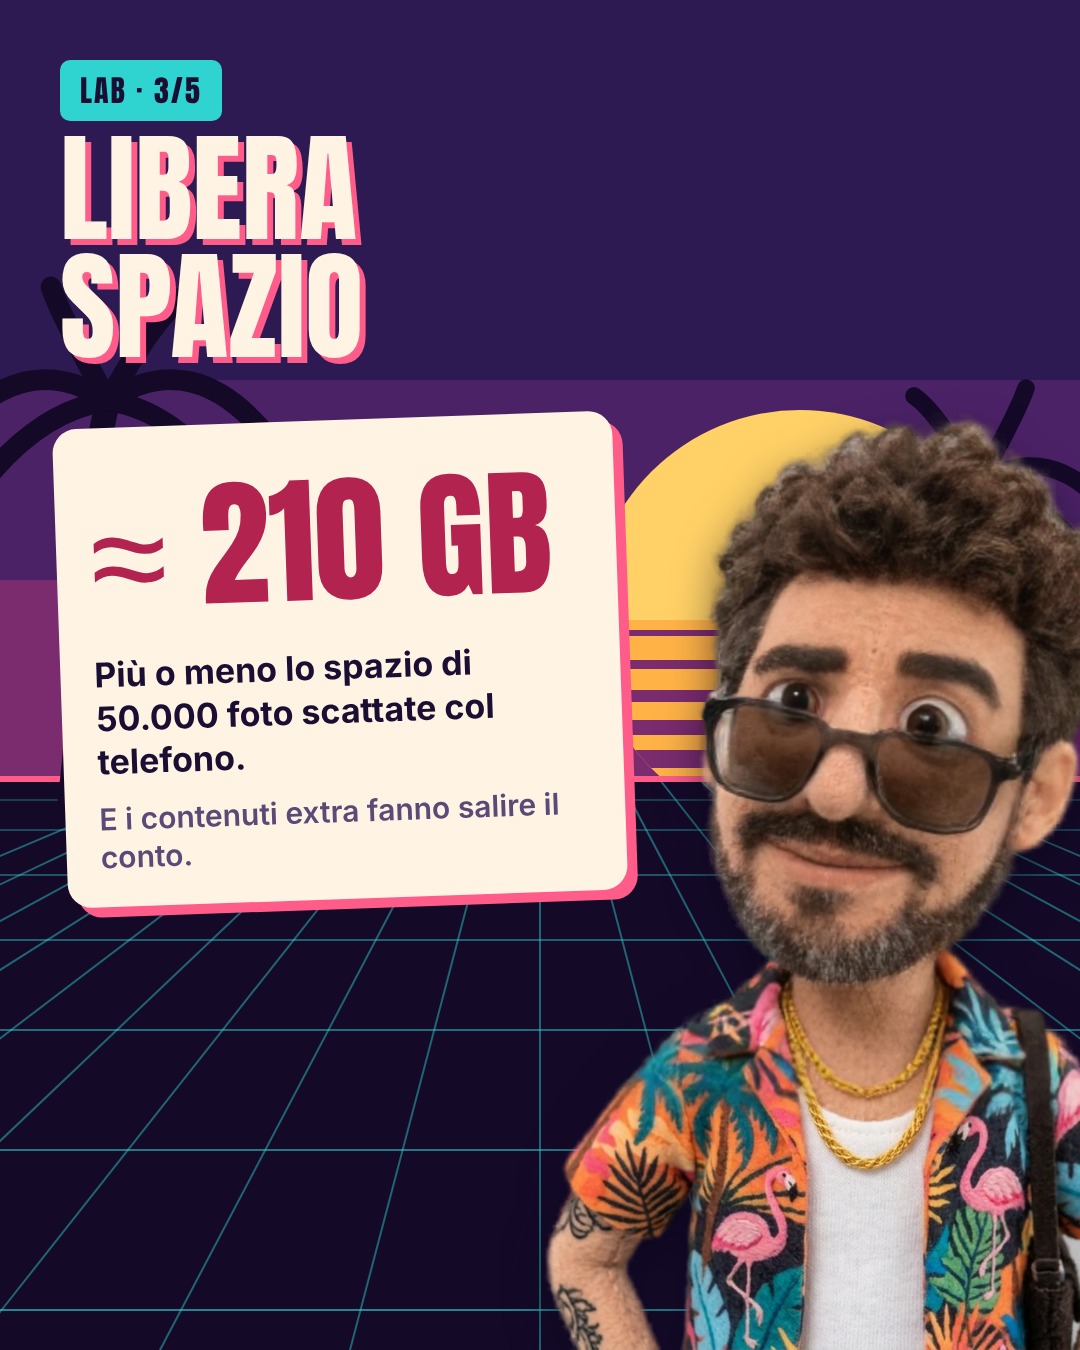 LAB · 3/5
LIBERA
SPAZIO
≈ 210 GB
Più o meno lo spazio di
50.000 foto scattate col
telefono.
E i contenuti extra fanno salire il
conto.